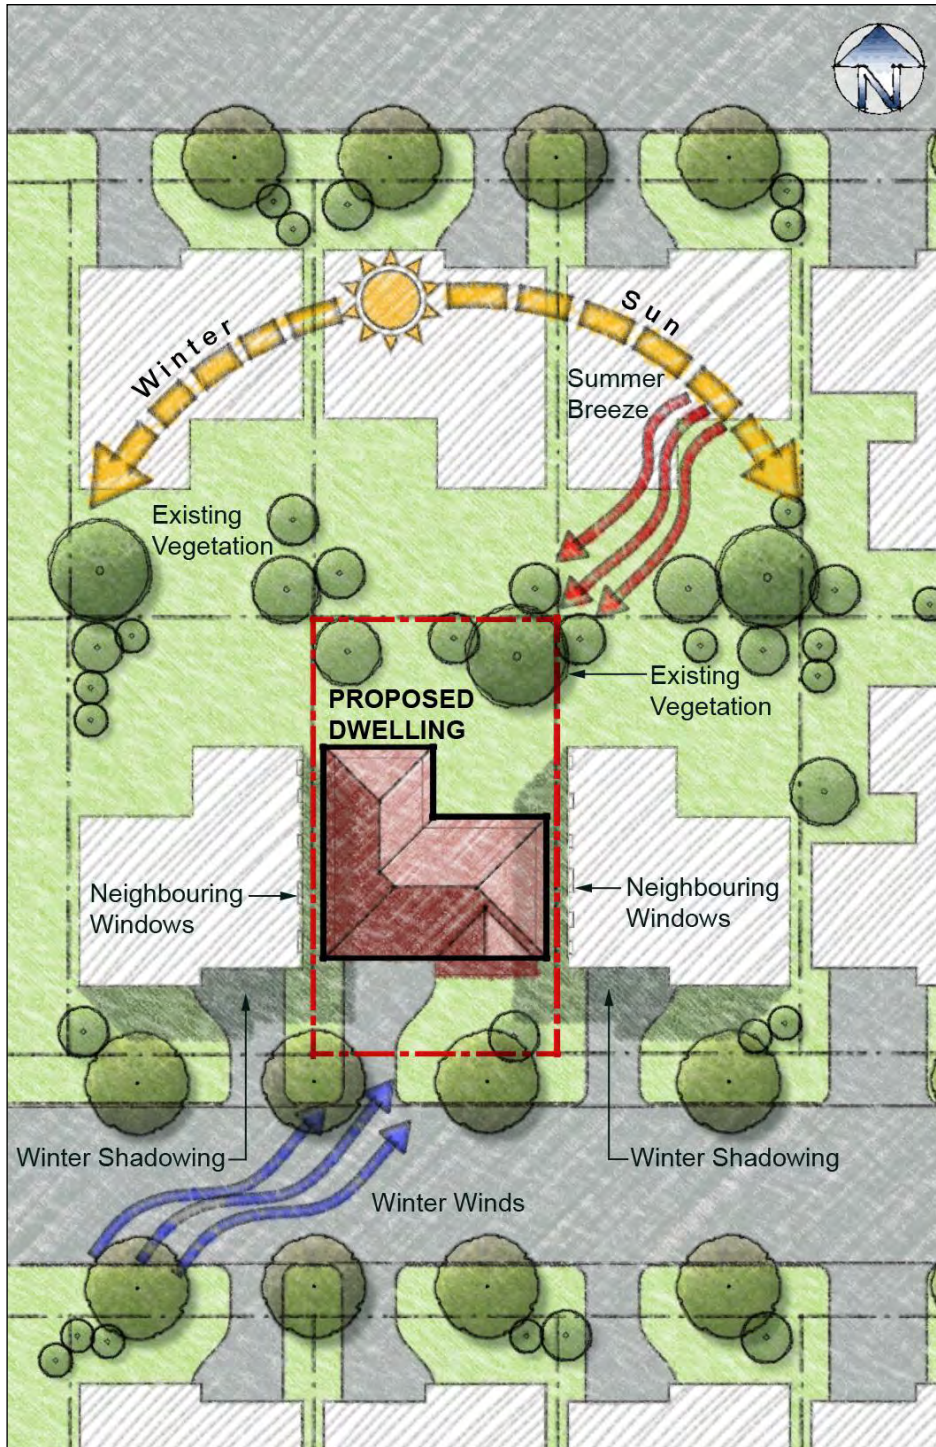 N
Winter
Sun
Summer
Breeze
Existing
Vegetation
Existing
Vegetation
PROPOSED
DWELLING
Neighbouring
Windows
Neighbouring
Windows
Winter Shadowing
Winter Shadowing
Winter Winds